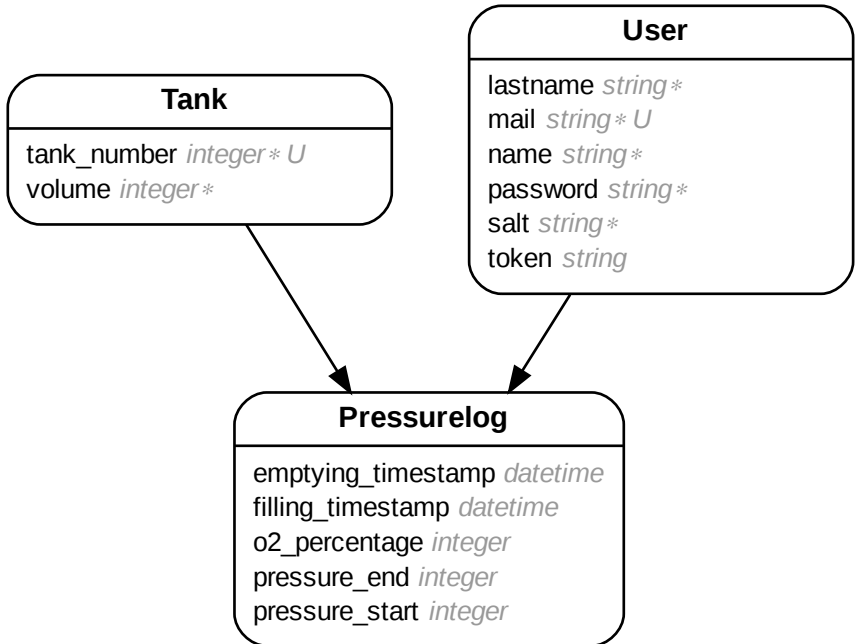 Tank
tank_number integer∗ U
volume integer∗
User
lastname string∗
mail string∗ U
name string∗
password string∗
salt string∗
token string
Pressurelog
emptying_timestamp datetime
filling_timestamp datetime
o2_percentage integer
pressure_end integer
pressure_start integer